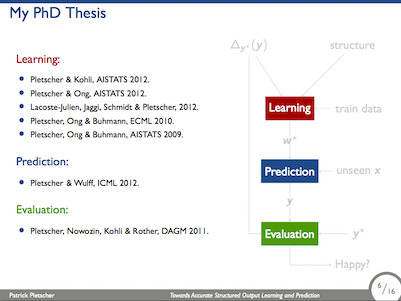 My PhD Thesis
Learning:
Pletscher & Kohli, AISTATS 2012.
Pletscher & Ong, AISTATS 2012.
Lacoste-Julien, Jaggi, Schmidt & Pletscher, 2012.
Pletscher, Ong & Buhmann, ECML 2010.
Pletscher, Ong & Buhmann, AISTATS 2009.
Prediction:
Pletscher & Wulff, ICML 2012.
Evaluation:
Pletscher, Nowozin, Kohli & Rother, DAGM 2011.
Δy*(y)
structure
Learning
train data
w*
Prediction
unseen x
y
Evaluation
y*
Happy?
Patrick Pletscher
Towards Accurate Structured Output Learning and Prediction
6/16